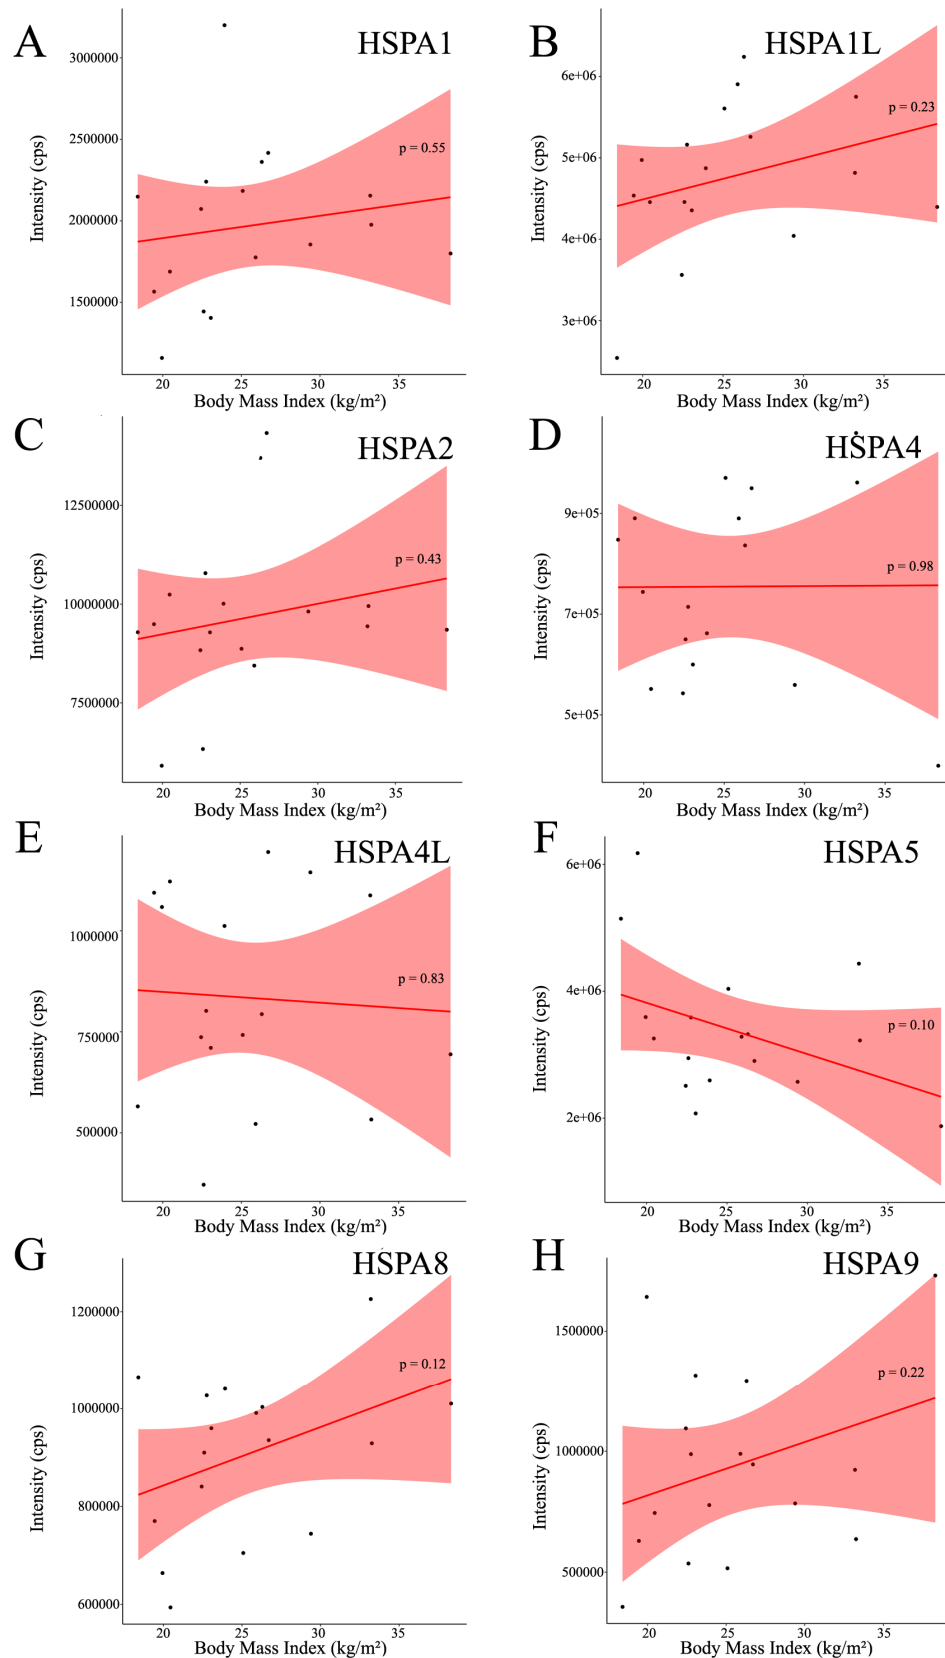 A
HSPA1
3000000
2500000
2000000
1500000
p = 0.55
Intensity (cps)
20
25
30
35
Body Mass Index (kg/m²)
B
HSPA1L
6e+06
5e+06
4e+06
3e+06
p = 0.23
Intensity (cps)
20
25
30
35
Body Mass Index (kg/m²)
C
HSPA2
12500000
10000000
7500000
p = 0.43
Intensity (cps)
20
25
30
35
Body Mass Index (kg/m²)
D
HSPA4
9e+05
7e+05
5e+05
p = 0.98
Intensity (cps)
20
25
30
35
Body Mass Index (kg/m²)
E
HSPA4L
1000000
750000
500000
p = 0.83
Intensity (cps)
20
25
30
35
Body Mass Index (kg/m²)
F
HSPA5
6e+06
4e+06
2e+06
p = 0.10
Intensity (cps)
20
25
30
35
Body Mass Index (kg/m²)
G
HSPA8
1200000
1000000
800000
600000
p = 0.12
Intensity (cps)
20
25
30
35
Body Mass Index (kg/m²)
H
HSPA9
1500000
1000000
500000
p = 0.22
Intensity (cps)
20
25
30
35
Body Mass Index (kg/m²)